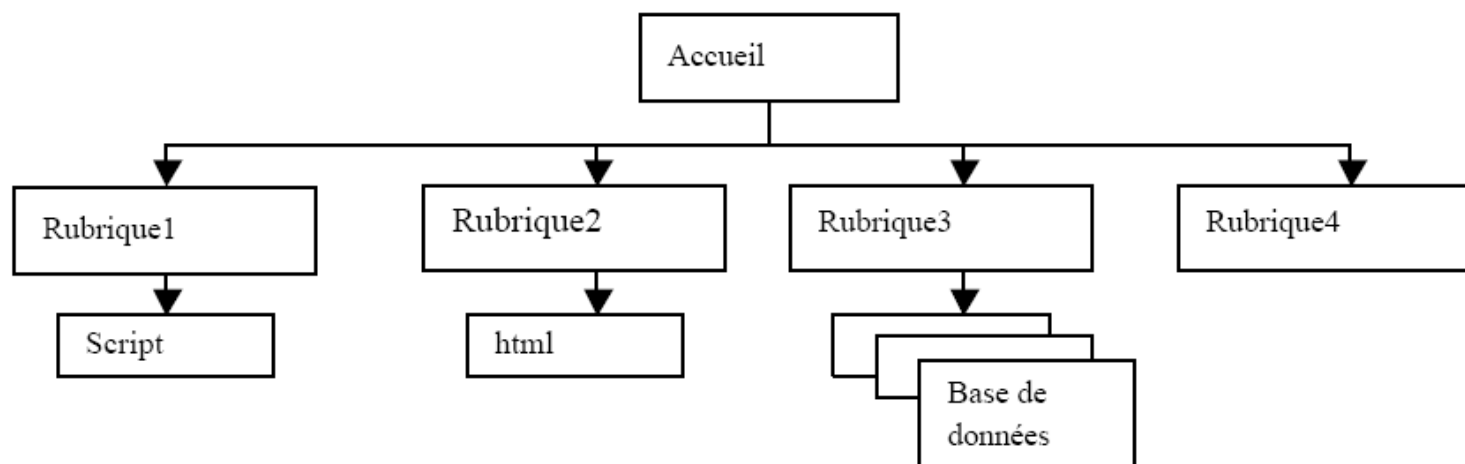 Accueil
Rubrique1
Rubrique2
Rubrique3
Rubrique4
Script
html
Base de
données